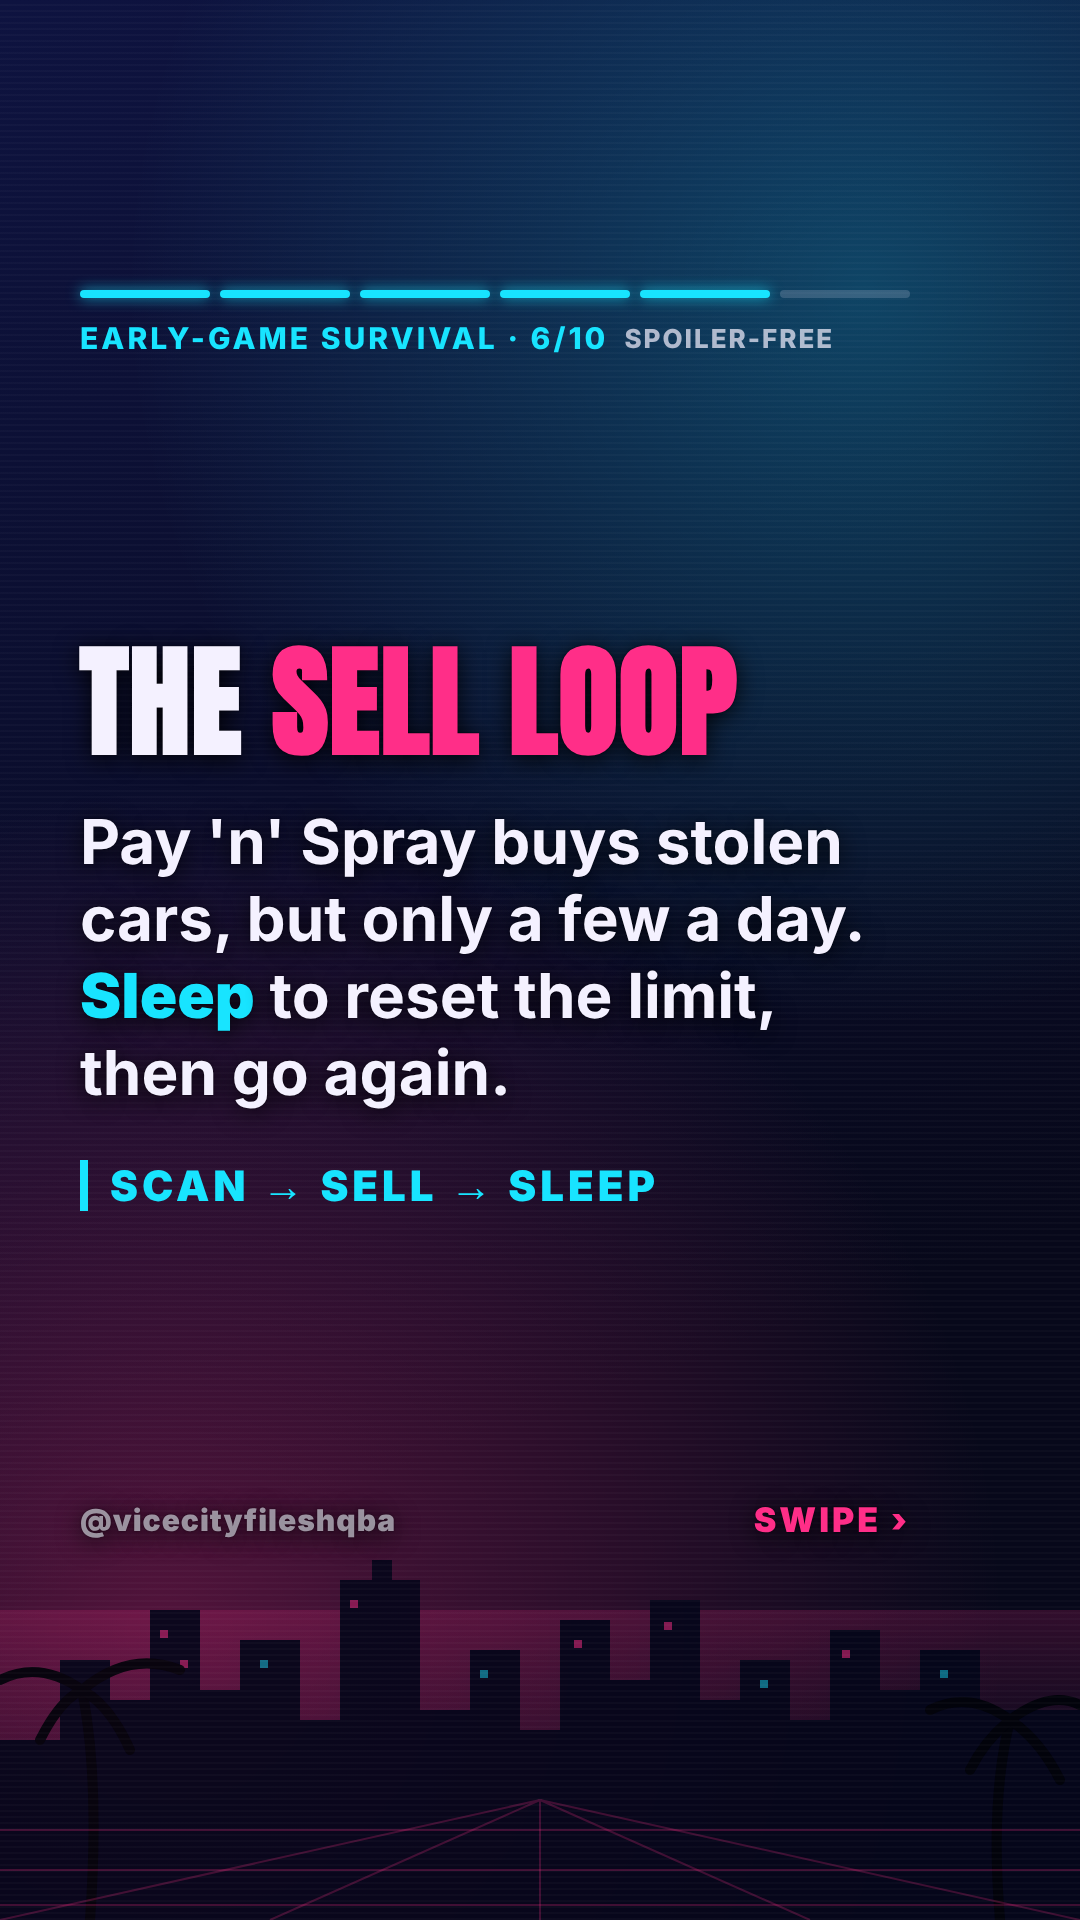 EARLY-GAME SURVIVAL · 6/10 SPOILER-FREE
THE SELL LOOP
Pay 'n' Spray buys stolen
cars, but only a few a day.
Sleep to reset the limit,
then go again.
SCAN → SELL → SLEEP
@vicecityfileshqba
SWIPE ›